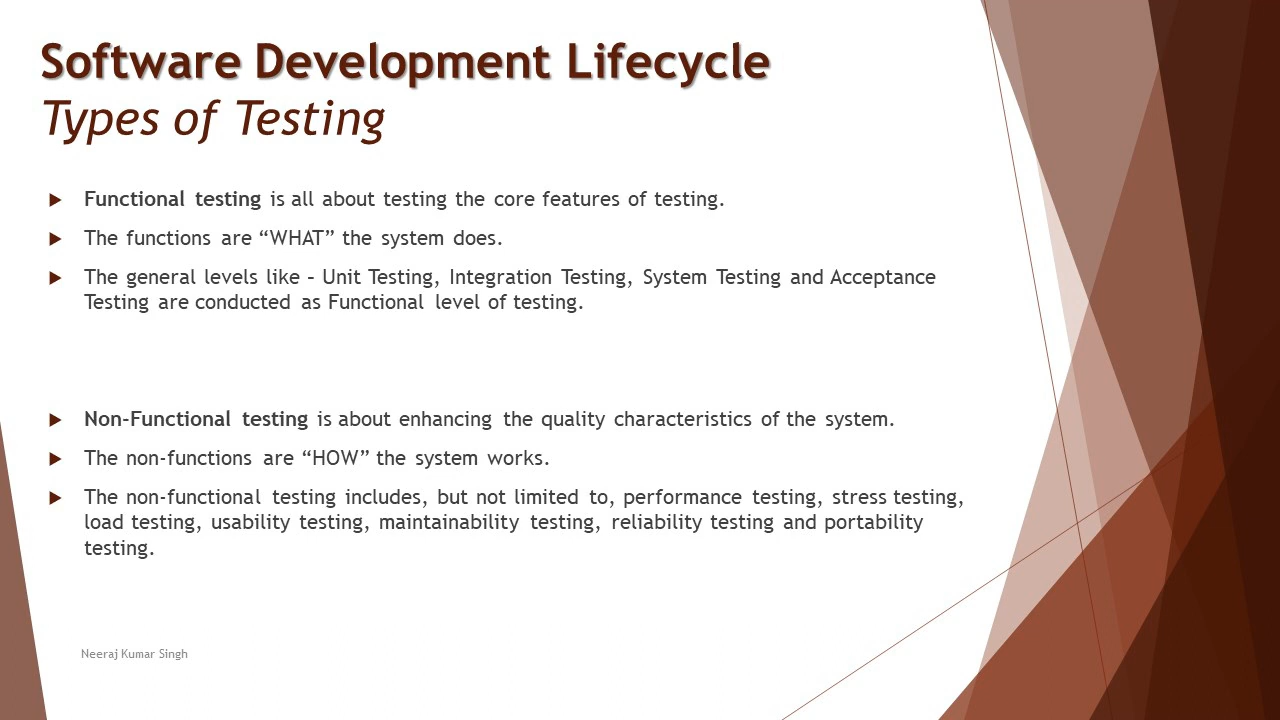 Software Development Lifecycle
Types of Testing
Functional testing is all about testing the core features of testing.
The functions are “WHAT” the system does.
The general levels like – Unit Testing, Integration Testing, System Testing and Acceptance
Testing are conducted as Functional level of testing.
Non-Functional testing is about enhancing the quality characteristics of the system.
The non-functions are “HOW” the system works.
The non-functional testing includes, but not limited to, performance testing, stress testing,
load testing, usability testing, maintainability testing, reliability testing and portability
testing.
Neeraj Kumar Singh